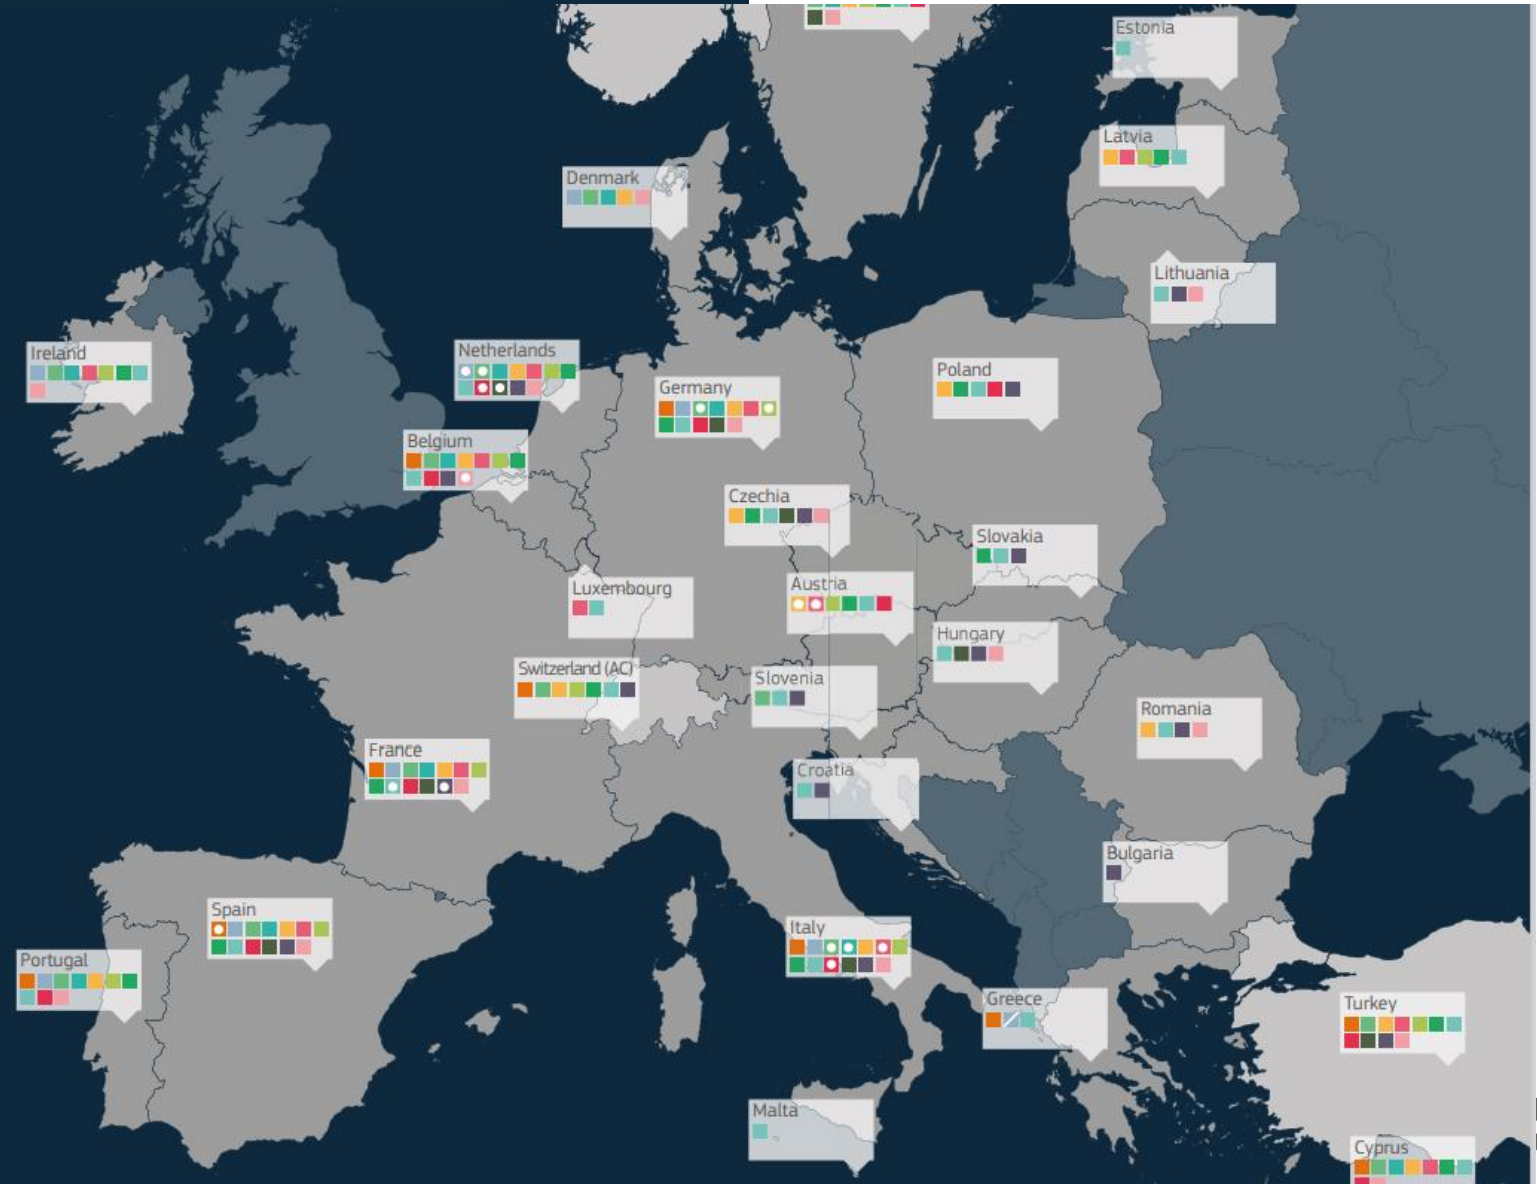 Estonia
Latvia
Denmark
Lithuania
Ireland
Netherlands
Poland
Germany
Belgium
Czechia
Slovakia
Luxembourg
Austria
Hungary
Switzerland (AC)
Slovenia
Romania
France
Croatia
Bulgaria
Spain
Italy
Portugal
Greece
Turkey
Malta
Cyprus